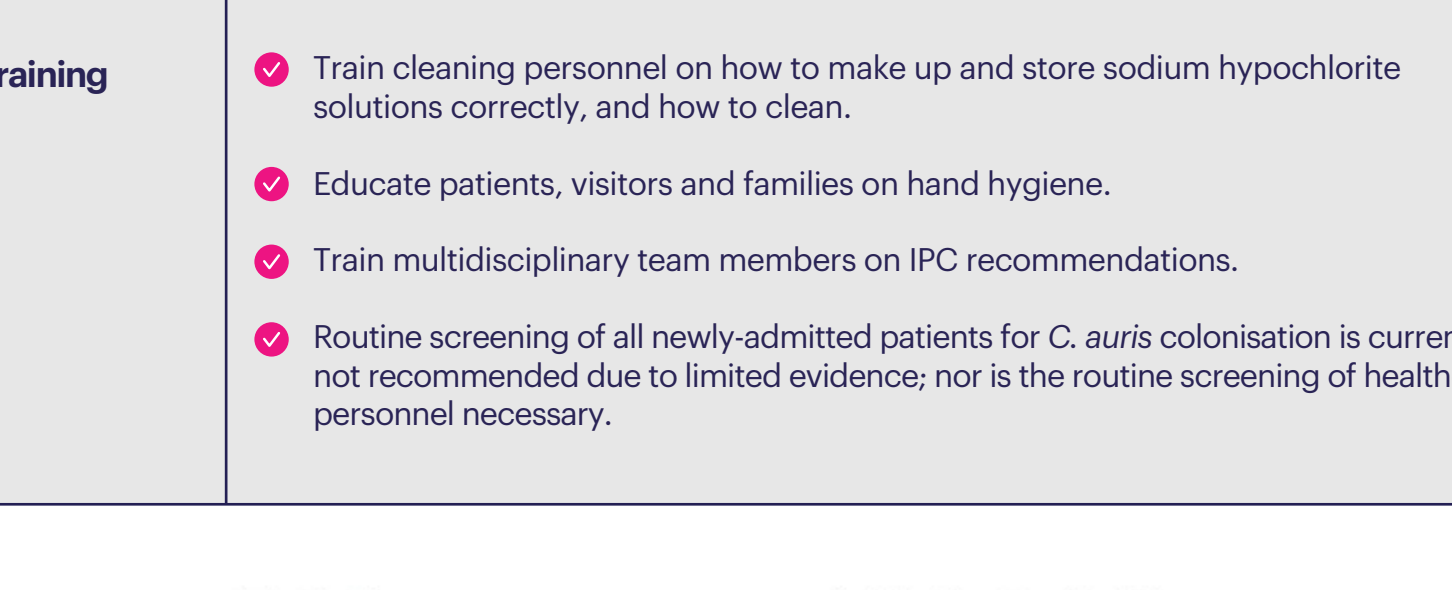 raining
Train cleaning personnel on how to make up and store sodium hypochlorite
solutions correctly, and how to clean.
Educate patients, visitors and families on hand hygiene.
Train multidisciplinary team members on IPC recommendations.
Routine screening of all newly-admitted patients for C. auris colonisation is curren
not recommended due to limited evidence; nor is the routine screening of health
personnel necessary.